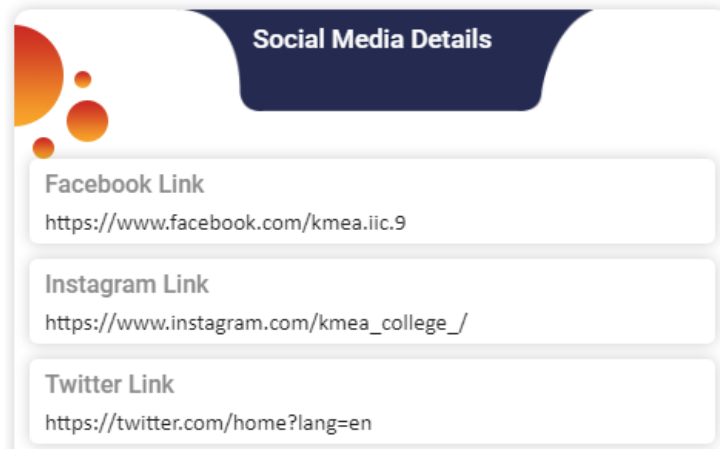 Social Media Details
Facebook Link
https://www.facebook.com/kmea.iic.9
Instagram Link
https://www.instagram.com/kmea_college_/
Twitter Link
https://twitter.com/home?lang=en